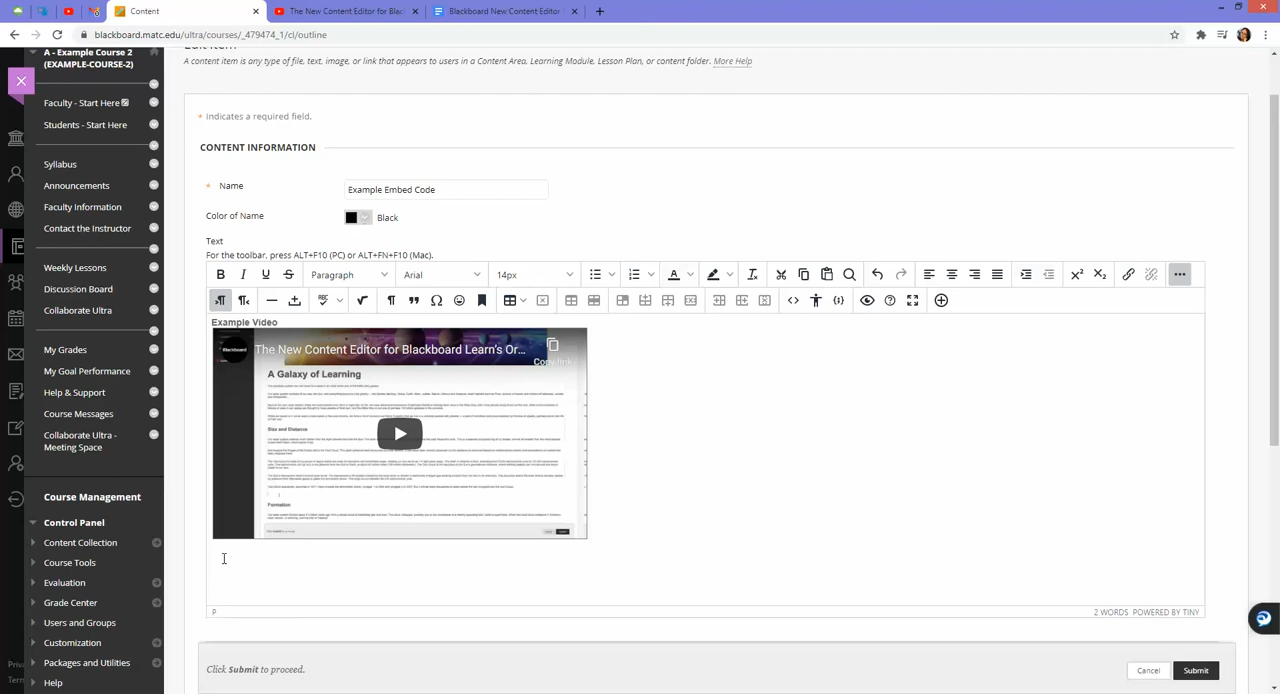 Content
The New Content Editor for Blac
Blackboard New Content Editor
blackboard.matc.edu/ultra/courses/_479474_1/cl/outline
A - Example Course 2
(EXAMPLE-COURSE-2)
Faculty - Start Here
Students - Start Here
Syllabus
Announcements
Faculty Information
Contact the Instructor
Weekly Lessons
Discussion Board
Collaborate Ultra
My Grades
My Goal Performance
Help & Support
Course Messages
Collaborate Ultra -
Meeting Space
Course Management
Control Panel
Content Collection
Course Tools
Evaluation
Grade Center
Users and Groups
Customization
Packages and Utilities
Help
Edit Item
A content item is any type of file, text, image, or link that appears to users in a Content Area, Learning Module, Lesson Plan, or content folder. More Help
* Indicates a required field.
CONTENT INFORMATION
* Name Example Embed Code
Color of Name Black
Text
For the toolbar, press ALT+F10 (PC) or ALT+FN+F10 (Mac).
B I U S Paragraph Arial 14px
Example Video
Blackboard The New Content Editor for Blackboard Learn's Or...
Copy link
A Galaxy of Learning
Size and Distance
Formation
P 2 WORDS POWERED BY TINY
Click Submit to proceed.
Cancel Submit